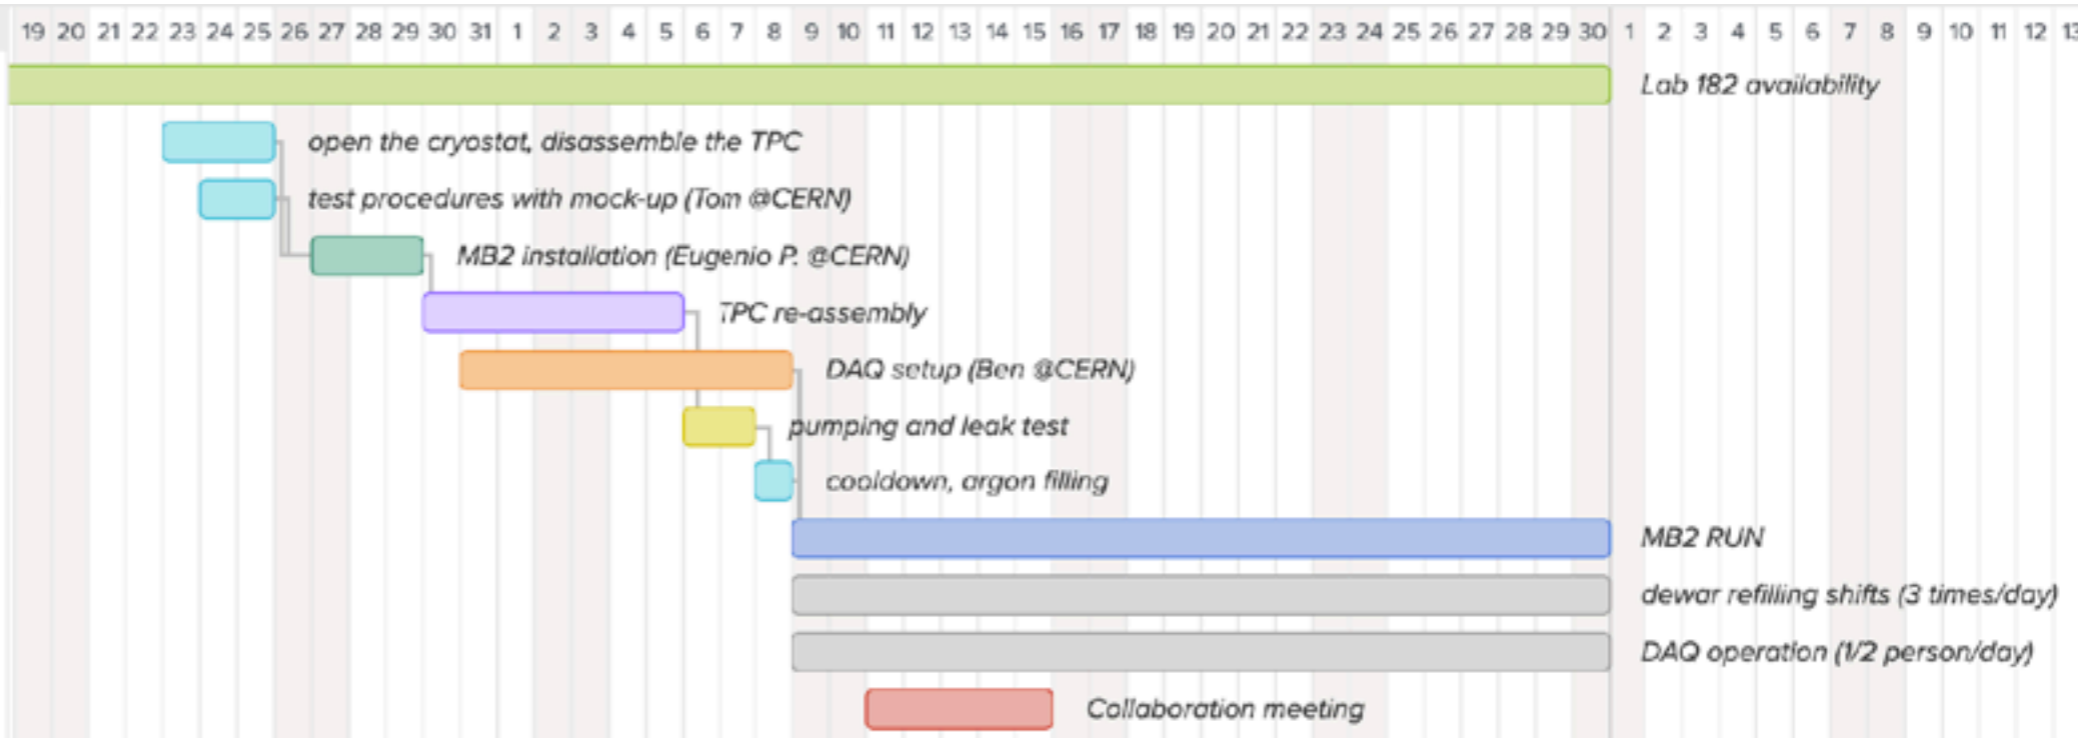 19 20 21 22 23 24 25 26 27 28 29 30 31 1 2 3 4 5 6 7 8 9 10 11 12 13 14 15 16 17 18 19 20 21 22 23 24 25 26 27 28 29 30 1 2 3 4 5 6 7 8 9 10 11 12 13
Lab 182 availability
open the cryostat, disassemble the TPC
test procedures with mock-up (Tom @CERN)
MB2 installation (Eugenio P. @CERN)
TPC re-assembly
DAQ setup (Ben @CERN)
pumping and leak test
cooldown, argon filling
MB2 RUN
dewar refilling shifts (3 times/day)
DAQ operation (1/2 person/day)
Collaboration meeting